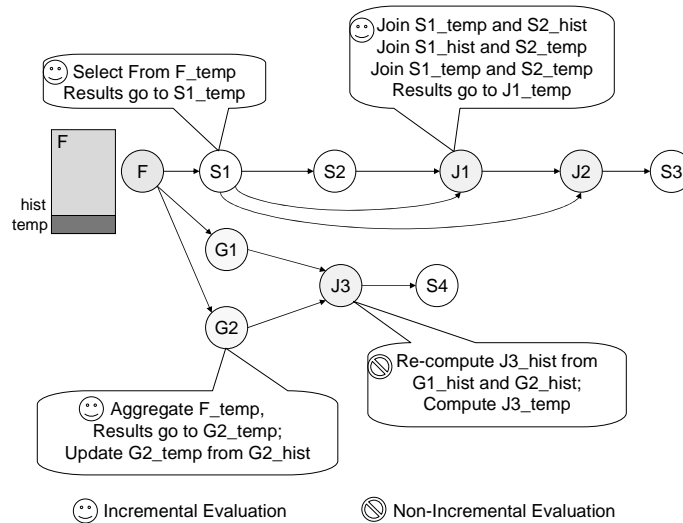 Select From F_temp
Results go to S1_temp
Join S1_temp and S2_hist
Join S1_hist and S2_temp
Join S1_temp and S2_temp
Results go to J1_temp
F
hist
temp
F
S1
S2
J1
J2
S3
G1
G2
J3
S4
Aggregate F_temp,
Results go to G2_temp;
Update G2_temp from G2_hist
Re-compute J3_hist from
G1_hist and G2_hist;
Compute J3_temp
Incremental Evaluation
Non-Incremental Evaluation